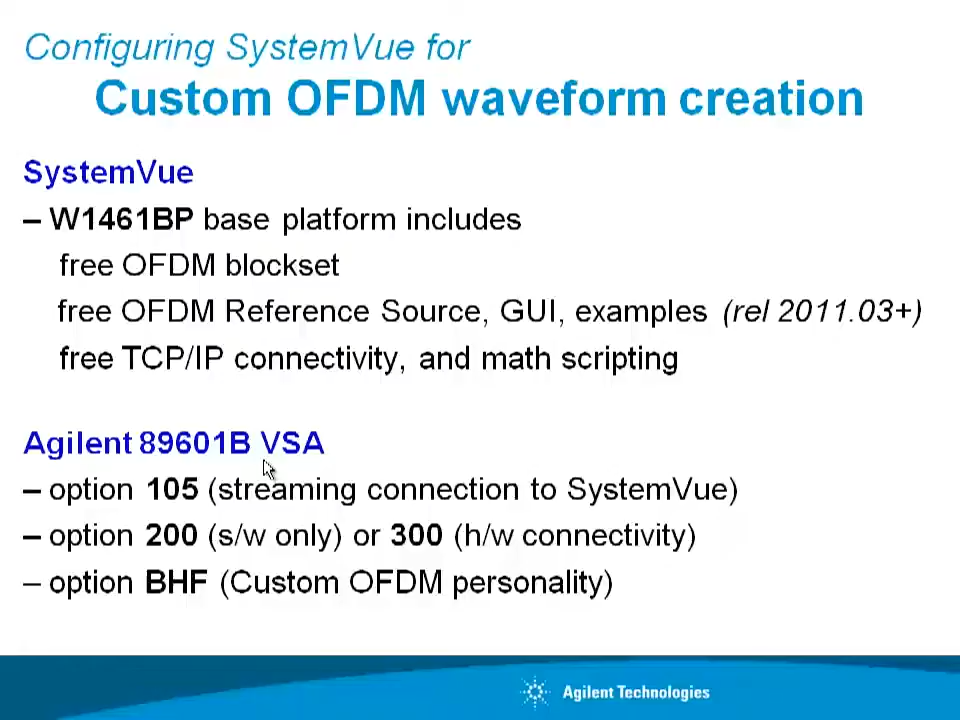 Configuring SystemVue for
Custom OFDM waveform creation
SystemVue
– W1461BP base platform includes
free OFDM blockset
free OFDM Reference Source, GUI, examples (rel 2011.03+)
free TCP/IP connectivity, and math scripting
Agilent 89601B VSA
– option 105 (streaming connection to SystemVue)
– option 200 (s/w only) or 300 (h/w connectivity)
– option BHF (Custom OFDM personality)
Agilent Technologies